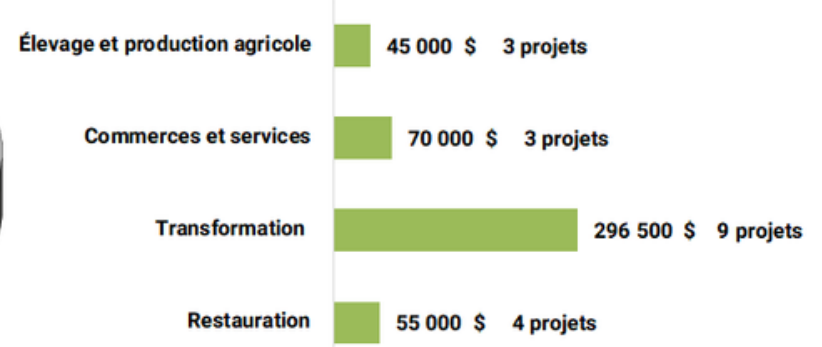 Élevage et production agricole 45 000 $ 3 projets
Commerces et services 70 000 $ 3 projets
Transformation 296 500 $ 9 projets
Restauration 55 000 $ 4 projets